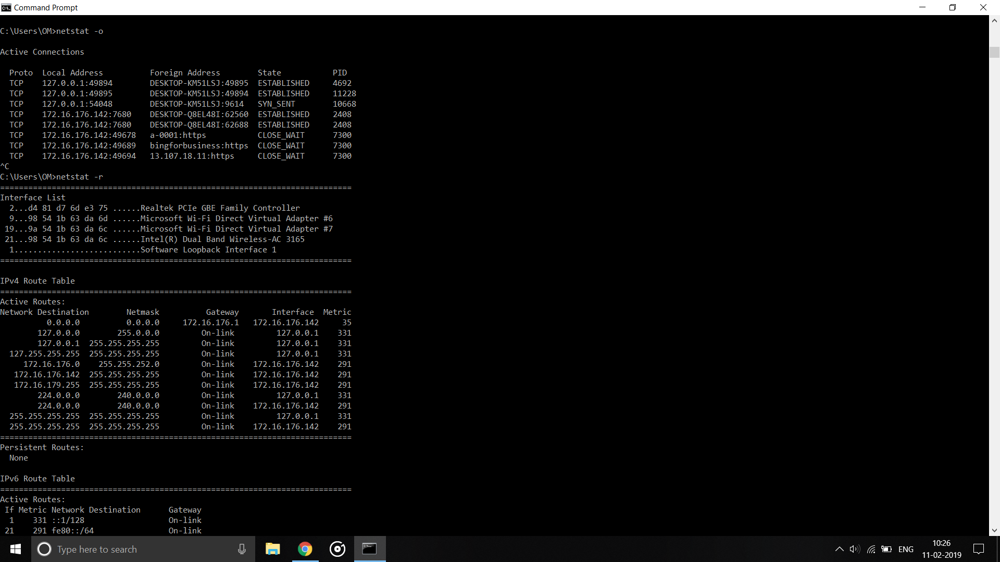 Command Prompt
C:\Users\OM>netstat -o
Active Connections
  Proto  Local Address          Foreign Address        State           PID
  TCP    127.0.0.1:49894        DESKTOP-KM51LSJ:49895  ESTABLISHED     4692
  TCP    127.0.0.1:49895        DESKTOP-KM51LSJ:49894  ESTABLISHED     11228
  TCP    127.0.0.1:54048        DESKTOP-KM51LSJ:9614   SYN_SENT        10668
  TCP    172.16.176.142:7680    DESKTOP-Q8EL48I:62560  ESTABLISHED     2408
  TCP    172.16.176.142:7680    DESKTOP-Q8EL48I:62688  ESTABLISHED     2408
  TCP    172.16.176.142:49678   a-0001:https           CLOSE_WAIT      7300
  TCP    172.16.176.142:49689   bingforbusiness:https  CLOSE_WAIT      7300
  TCP    172.16.176.142:49694   13.107.18.11:https     CLOSE_WAIT      7300
^C
C:\Users\OM>netstat -r
===========================================================================
Interface List
  2...d4 81 d7 6d e3 75 ......Realtek PCIe GBE Family Controller
  9...98 54 1b 63 da 6d ......Microsoft Wi-Fi Direct Virtual Adapter #6
 19...9a 54 1b 63 da 6c ......Microsoft Wi-Fi Direct Virtual Adapter #7
 21...98 54 1b 63 da 6c ......Intel(R) Dual Band Wireless-AC 3165
  1...........................Software Loopback Interface 1
===========================================================================
IPv4 Route Table
===========================================================================
Active Routes:
Network Destination        Netmask          Gateway       Interface  Metric
          0.0.0.0          0.0.0.0     172.16.176.1   172.16.176.142     35
        127.0.0.0        255.0.0.0         On-link         127.0.0.1    331
        127.0.0.1  255.255.255.255         On-link         127.0.0.1    331
  127.255.255.255  255.255.255.255         On-link         127.0.0.1    331
     172.16.176.0    255.255.252.0         On-link    172.16.176.142    291
   172.16.176.142  255.255.255.255         On-link    172.16.176.142    291
   172.16.179.255  255.255.255.255         On-link    172.16.176.142    291
        224.0.0.0        240.0.0.0         On-link         127.0.0.1    331
        224.0.0.0        240.0.0.0         On-link    172.16.176.142    291
  255.255.255.255  255.255.255.255         On-link         127.0.0.1    331
  255.255.255.255  255.255.255.255         On-link    172.16.176.142    291
===========================================================================
Persistent Routes:
  None
IPv6 Route Table
===========================================================================
Active Routes:
 If Metric Network Destination      Gateway
  1    331 ::1/128                  On-link
 21    291 fe80::/64                On-link
Type here to search
ENG
10:26
11-02-2019